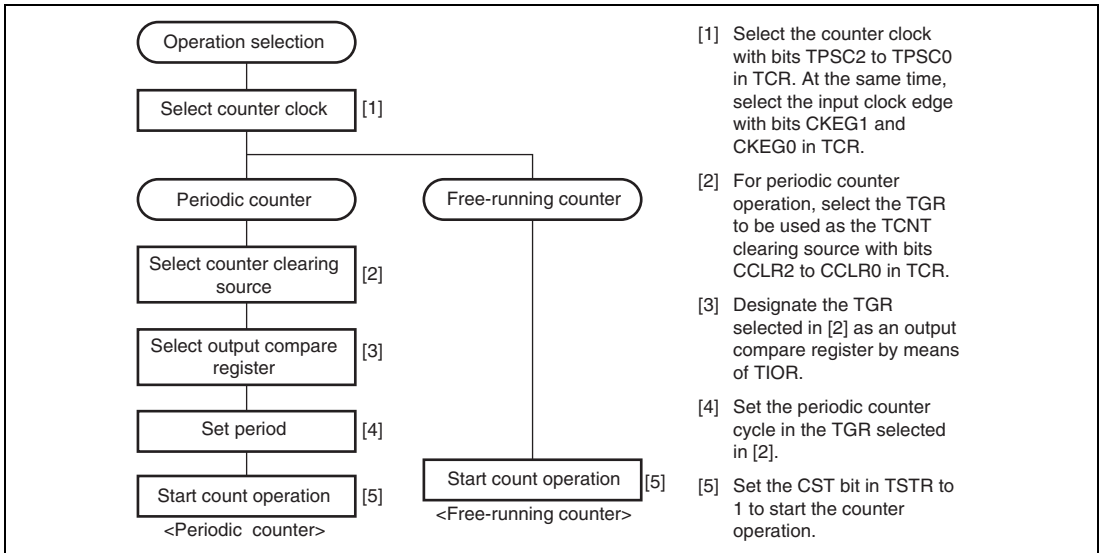 Operation selection
Select counter clock
[1]
Periodic counter
Free-running counter
Select counter clearing
source
[2]
Select output compare
register
[3]
Set period
[4]
Start count operation
[5]
<Periodic counter>
Start count operation
[5]
<Free-running counter>
[1] Select the counter clock
with bits TPSC2 to TPSC0
in TCR. At the same time,
select the input clock edge
with bits CKEG1 and
CKEG0 in TCR.
[2] For periodic counter
operation, select the TGR
to be used as the TCNT
clearing source with bits
CCLR2 to CCLR0 in TCR.
[3] Designate the TGR
selected in [2] as an output
compare register by means
of TIOR.
[4] Set the periodic counter
cycle in the TGR selected
in [2].
[5] Set the CST bit in TSTR to
1 to start the counter
operation.